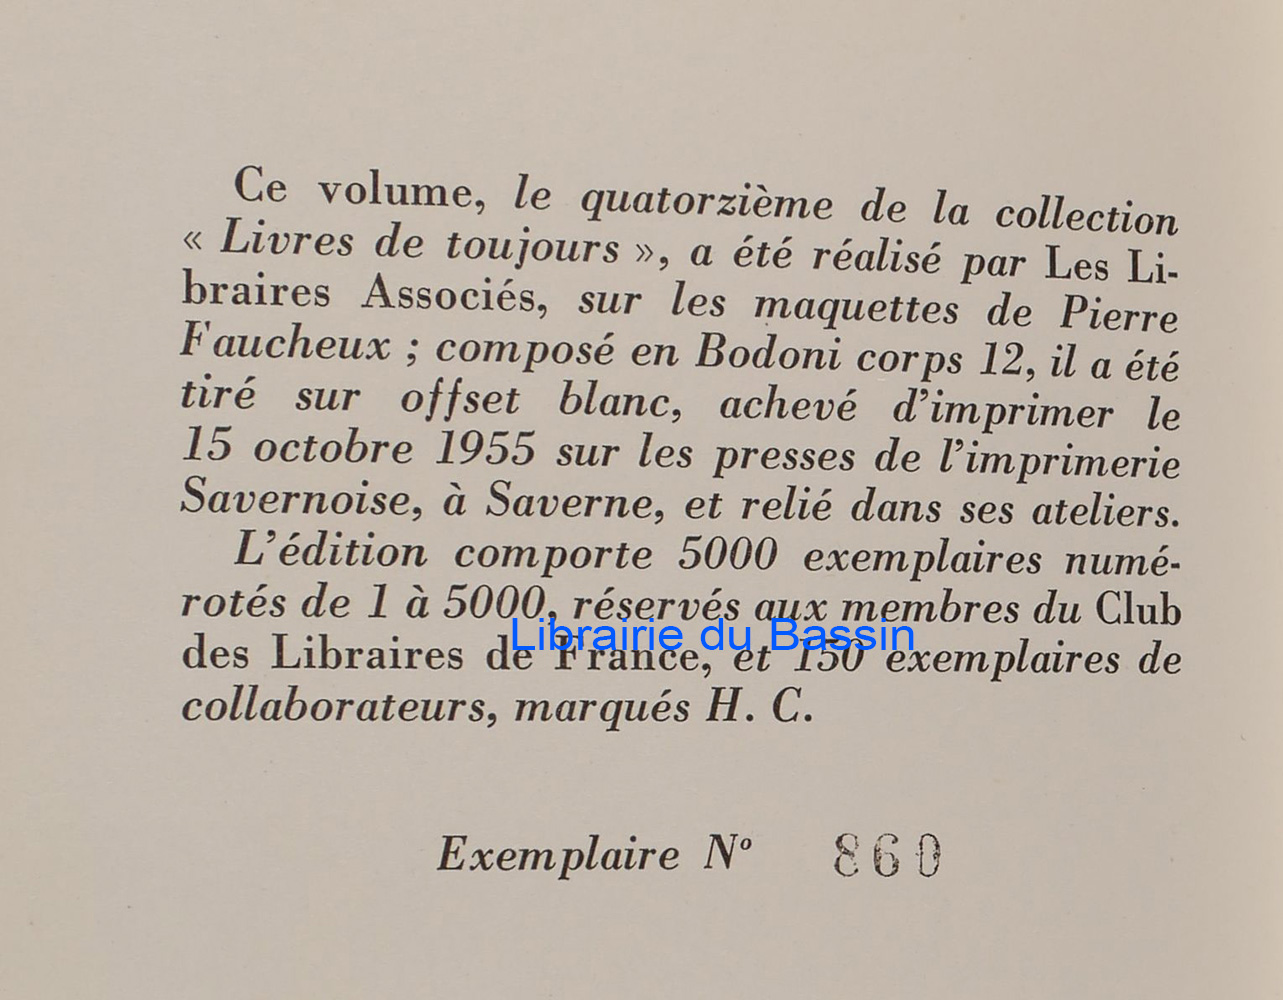 Ce volume, le quatorzième de la collection
« Livres de toujours », a été réalisé par Les Li-
braires Associés, sur les maquettes de Pierre
Faucheux ; composé en Bodoni corps 12, il a été
tiré sur offset blanc, achevé d'imprimer le
15 octobre 1955 sur les presses de l'imprimerie
Savernoise, à Saverne, et relié dans ses ateliers.
L'édition comporte 5000 exemplaires numé-
rotés de 1 à 5000, réservés aux membres du Club
Librairie du Bassin
des Libraires de France, et 150 exemplaires de
collaborateurs, marqués H. C.
Exemplaire Nº 860